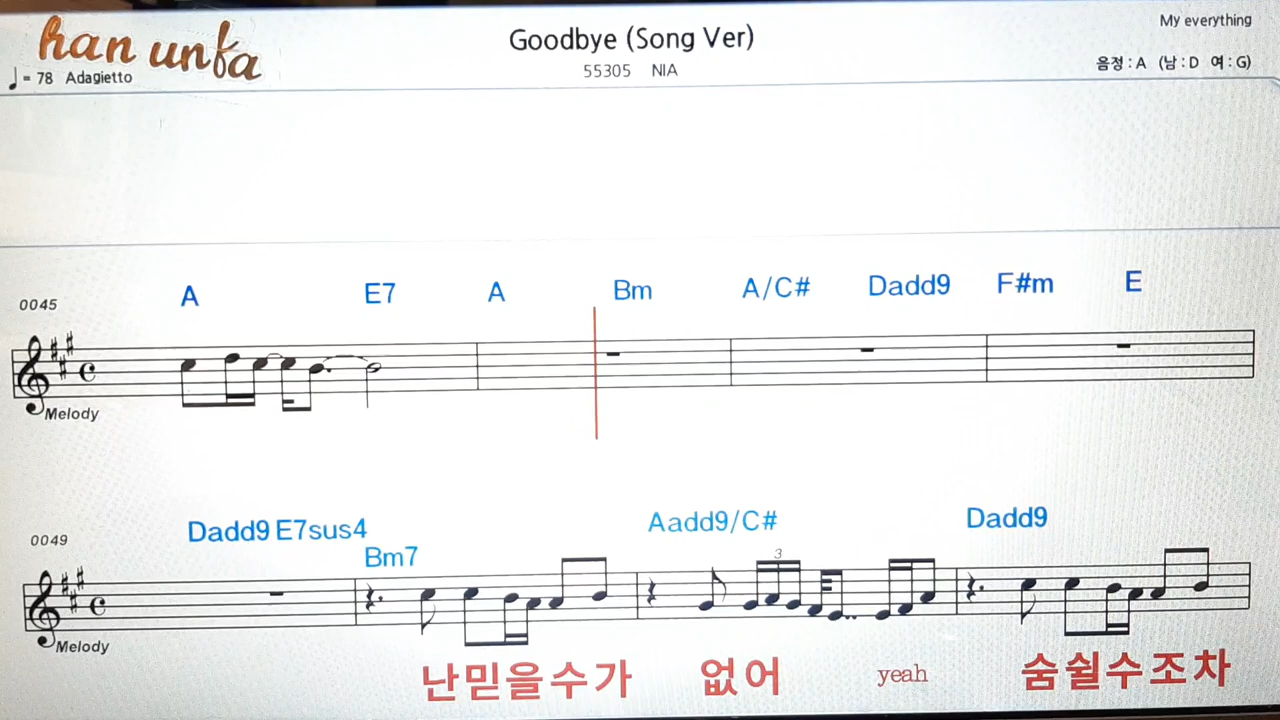 han unfa
My everything
Goodbye (Song Ver)
♩= 78 Adagietto
55305 NIA
음정 : A (남 : D 여 : G)
0045
A E7 A Bm A/C# Dadd9 F#m E
Melody
0049
Dadd9 E7sus4 Bm7 Aadd9/C# Dadd9
3
Melody
난믿을수가 없어 yeah 숨쉴수조차